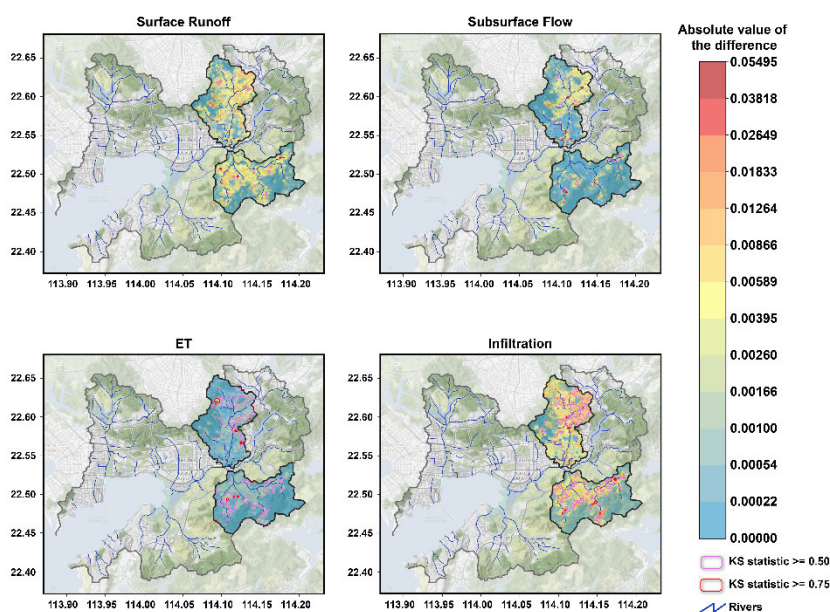 Surface Runoff
Subsurface Flow
Absolute value of
the difference
22.65
22.60
22.55
22.50
22.45
22.40
113.90 113.95 114.00 114.05 114.10 114.15 114.20
22.65
22.60
22.55
22.50
22.45
22.40
113.90 113.95 114.00 114.05 114.10 114.15 114.20
0.05495
0.03818
0.02649
0.01833
0.01264
0.00866
0.00589
0.00395
0.00260
0.00166
0.00100
0.00054
0.00022
0.00000
ET
Infiltration
22.65
22.60
22.55
22.50
22.45
22.40
113.90 113.95 114.00 114.05 114.10 114.15 114.20
22.65
22.60
22.55
22.50
22.45
22.40
113.90 113.95 114.00 114.05 114.10 114.15 114.20
KS statistic >= 0.50
KS statistic >= 0.75
Rivers